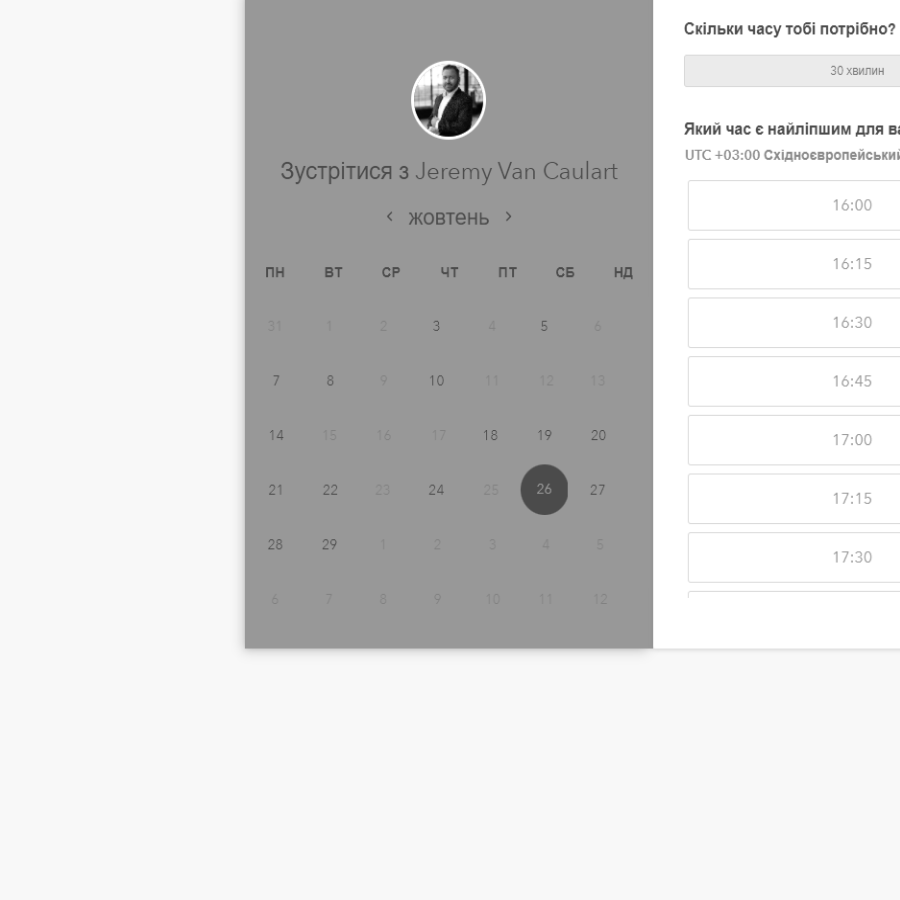 Зустрітися з Jeremy Van Caulart
жовтень
ПН ВТ СР ЧТ ПТ СБ НД
31 1 2 3 4 5 6
7 8 9 10 11 12 13
14 15 16 17 18 19 20
21 22 23 24 25 26 27
28 29 1 2 3 4 5
6 7 8 9 10 11 12
Скільки часу тобі потрібно?
30 хвилин
Який час є найліпшим для
UTC +03:00 Східноєвропейський
16:00
16:15
16:30
16:45
17:00
17:15
17:30